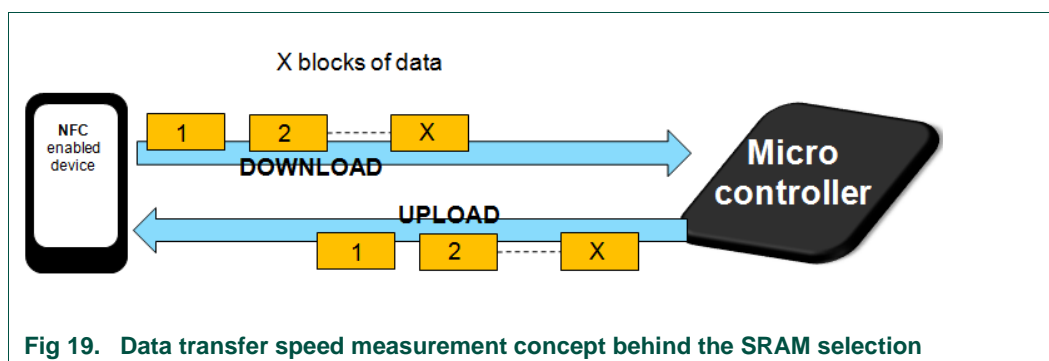 X blocks of data
NFC
enabled
device
1 2 X
DOWNLOAD
Micro
controller
UPLOAD
1 2 X
Fig 19. Data transfer speed measurement concept behind the SRAM selection